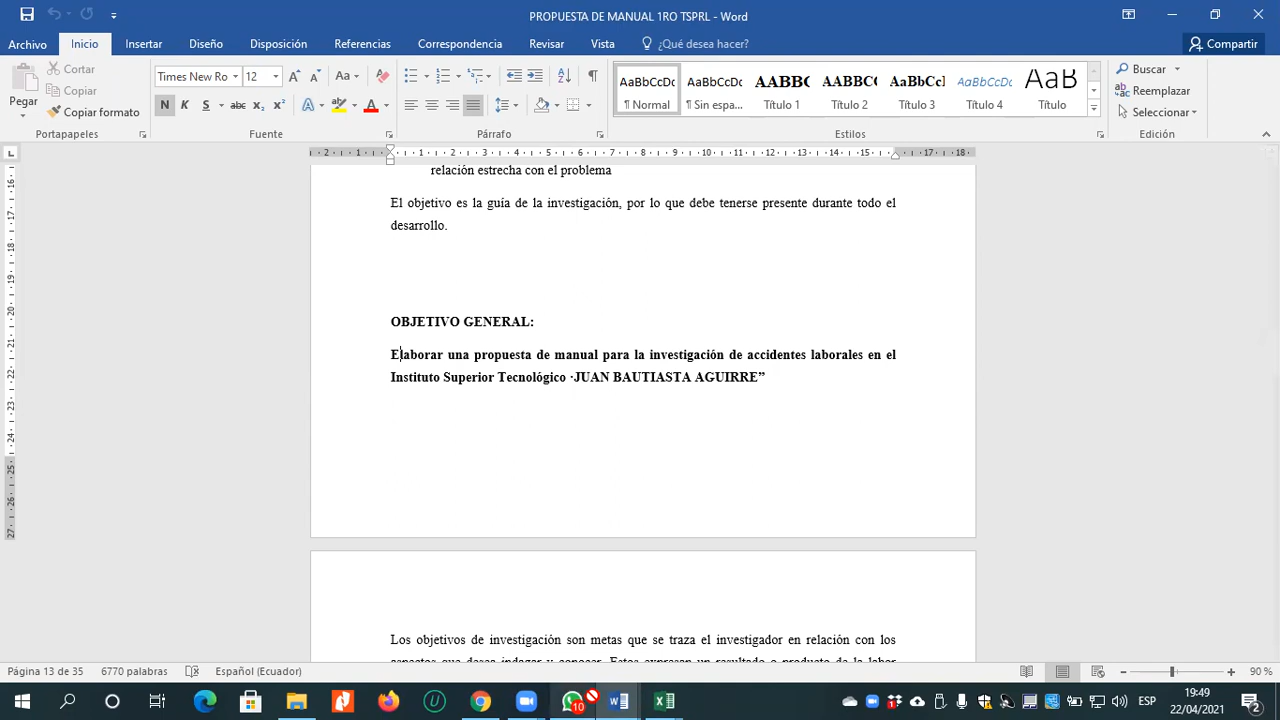 PROPUESTA DE MANUAL 1RO TSPRL - Word
Archivo Inicio Insertar Diseño Disposición Referencias Correspondencia Revisar Vista ¿Qué desea hacer? Compartir
Pegar
Cortar
Copiar
Copiar formato
Portapapeles
Times New Ro 12
Fuente
Párrafo
AaBbCcDc AaBbCcDc AABBC AABBCC AaBbCcI AaBbCcDc AaB
¶ Normal ¶ Sin espa... Título 1 Título 2 Título 3 Título 4 Título
Estilos
Buscar
Reemplazar
Seleccionar
Edición
relación estrecha con el problema
El objetivo es la guía de la investigación, por lo que debe tenerse presente durante todo el
desarrollo.
OBJETIVO GENERAL:
Elaborar una propuesta de manual para la investigación de accidentes laborales en el
Instituto Superior Tecnológico ·JUAN BAUTIASTA AGUIRRE”
Los objetivos de investigación son metas que se traza el investigador en relación con los
Página 13 de 35 6770 palabras Español (Ecuador) 90 %
ESP
19:49
22/04/2021